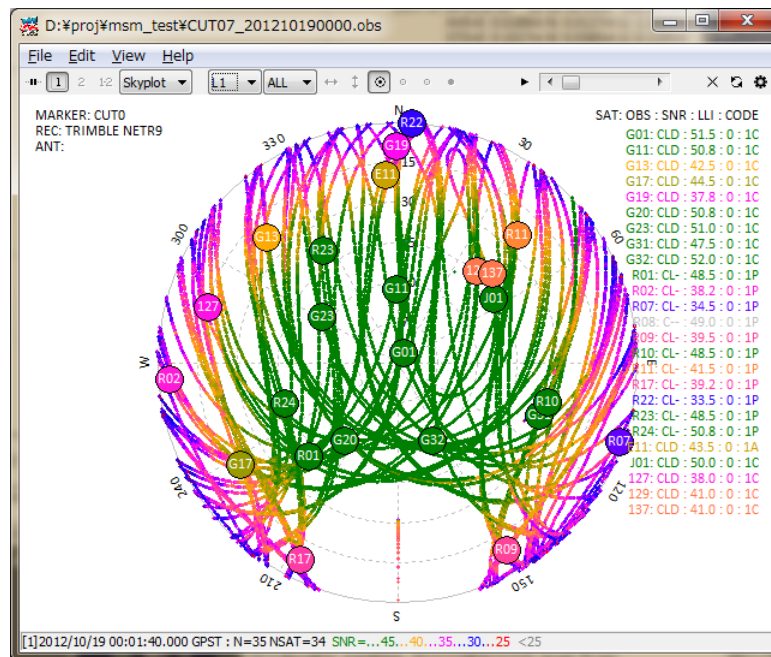 D:¥proj¥msm_test¥CUT07_201210190000.obs
File Edit View Help
1 2 1-2 Skyplot L1 ALL
MARKER: CUT0
REC: TRIMBLE NETR9
ANT:
SAT: OBS : SNR : LLI : CODE
G01: CLD : 51.5 : 0 : 1C
G11: CLD : 50.8 : 0 : 1C
G13: CLD : 42.5 : 0 : 1C
G17: CLD : 44.5 : 0 : 1C
G19: CLD : 37.8 : 0 : 1C
G20: CLD : 50.8 : 0 : 1C
G23: CLD : 51.0 : 0 : 1C
G31: CLD : 47.5 : 0 : 1C
G32: CLD : 52.0 : 0 : 1C
R01: CL- : 48.5 : 0 : 1P
R02: CL- : 38.2 : 0 : 1P
R07: CL- : 34.5 : 0 : 1P
R08: C-- : 49.0 : 0 : 1P
R09: CL- : 39.5 : 0 : 1P
R10: CL- : 48.5 : 0 : 1P
R11: CL- : 41.5 : 0 : 1P
R17: CL- : 39.2 : 0 : 1P
R22: CL- : 33.5 : 0 : 1P
R23: CL- : 48.5 : 0 : 1P
R24: CL- : 50.8 : 0 : 1P
E11: CLD : 43.5 : 0 : 1A
J01: CLD : 50.0 : 0 : 1C
127: CLD : 38.0 : 0 : 1C
129: CLD : 41.0 : 0 : 1C
137: CLD : 41.0 : 0 : 1C
N
R22
330
G19
30
15
E11
30
G13
R23
R11
300
60
137
G11
J01
127
G23
G01
W
E
R02
R24
R10
G20
G32
R07
R01
G17
240
120
R09
R17
210
150
S
[1]2012/10/19 00:01:40.000 GPST : N=35 NSAT=34 SNR=...45...40...35...30...25 <25